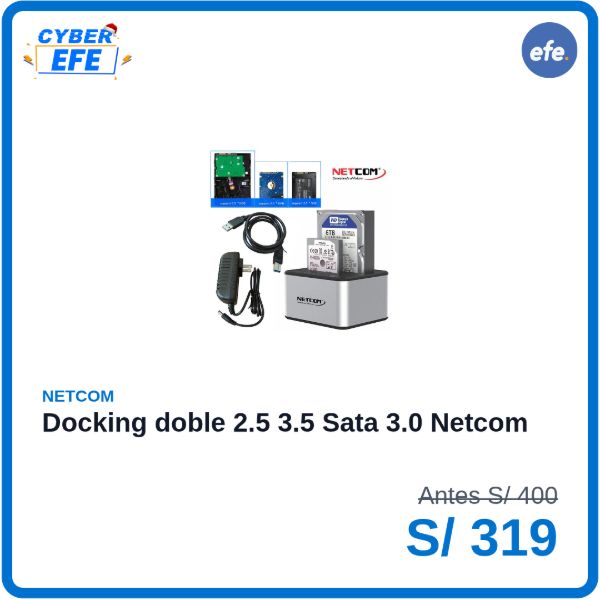 CYBER
EFE
efe.
NETCOM
6TB
NETCOM
NETCOM
Docking doble 2.5 3.5 Sata 3.0 Netcom
Antes S/ 400
S/ 319